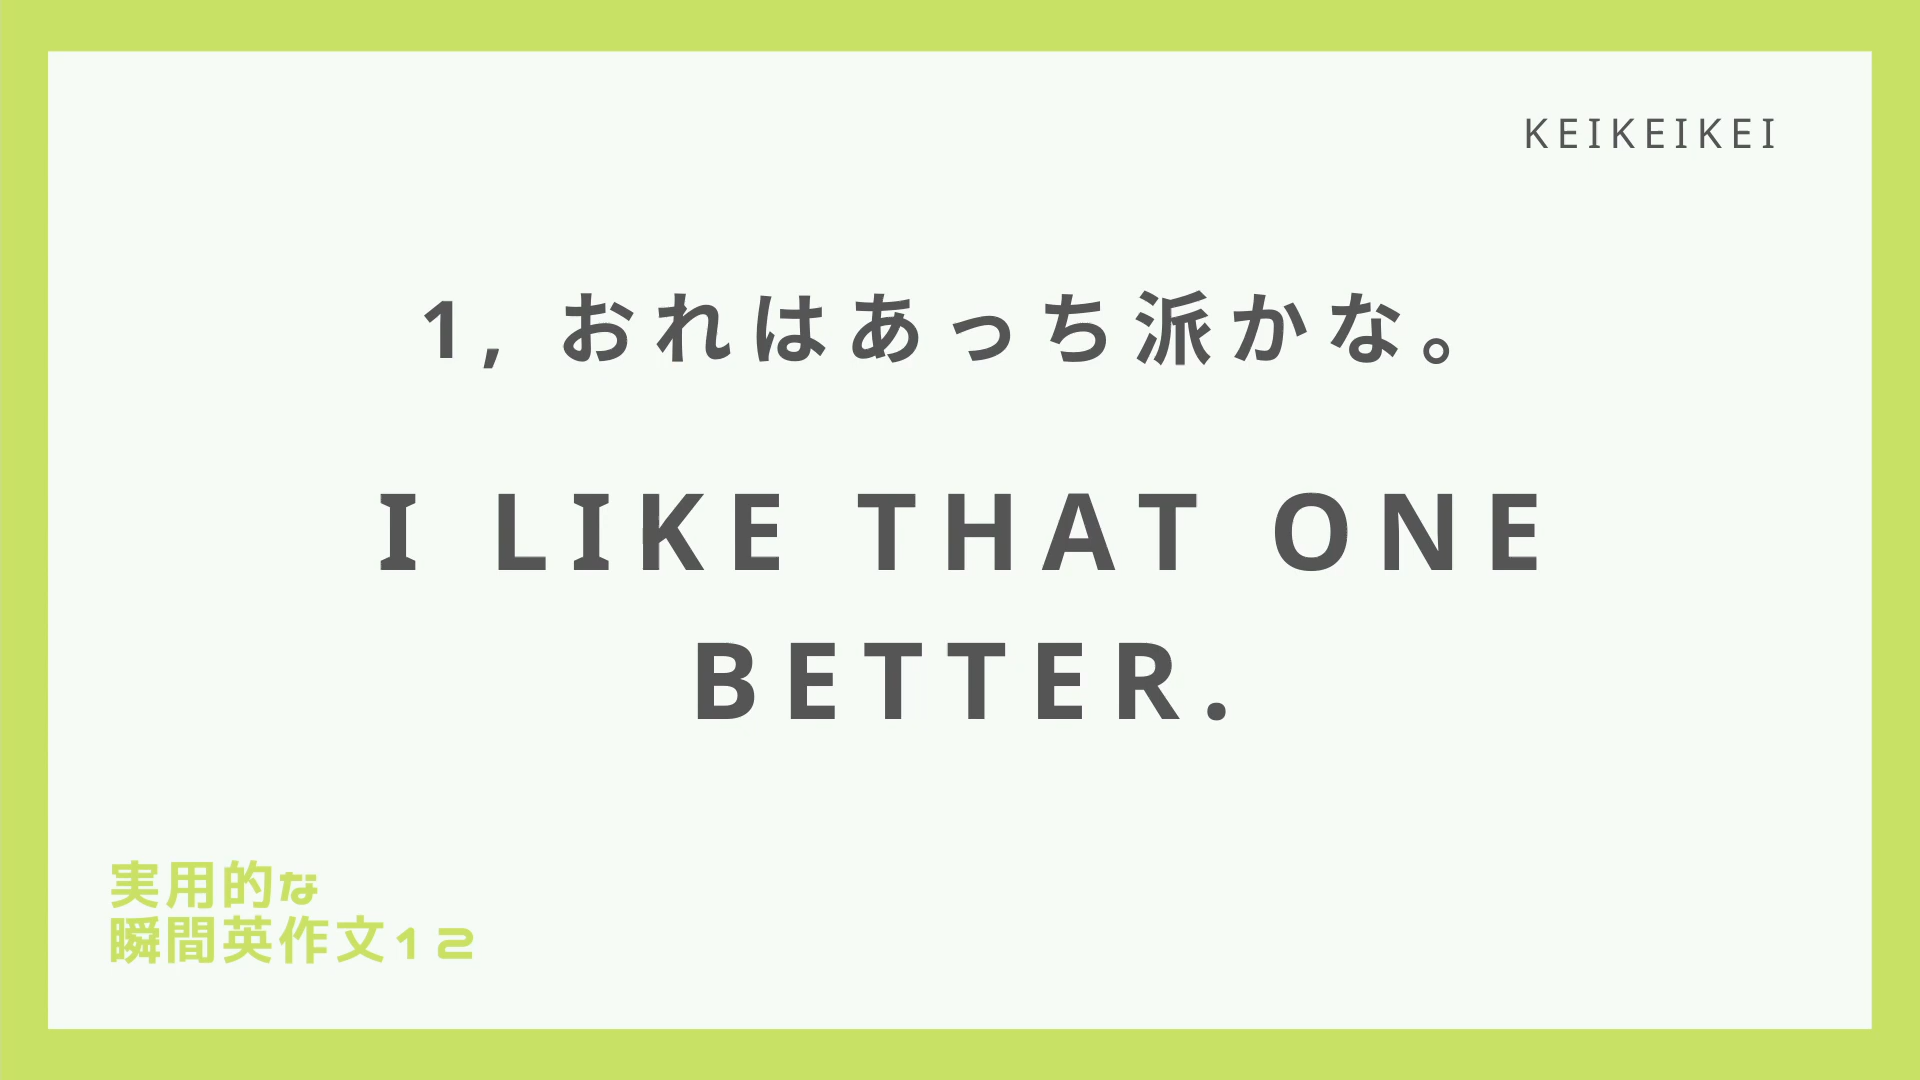 KEIKEIKEI
1, おれはあっち派かな。
I LIKE THAT ONE
BETTER.
実用的な
瞬間英作文12